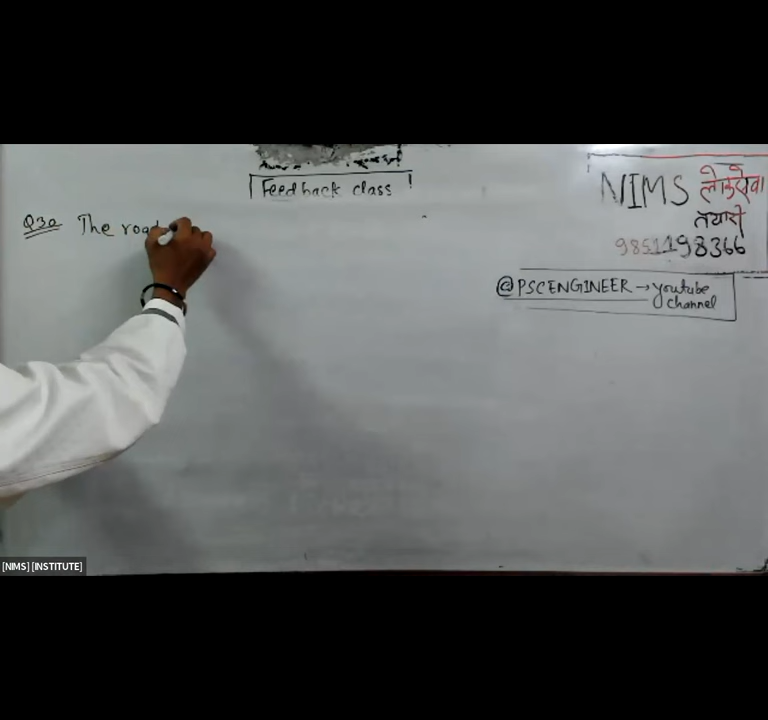 Feedback class !
NIMS लोकसेवा
तयारी
9851198366
Q3a The road
@PSCENGINEER → youtube
channel
[NIMS] [INSTITUTE]